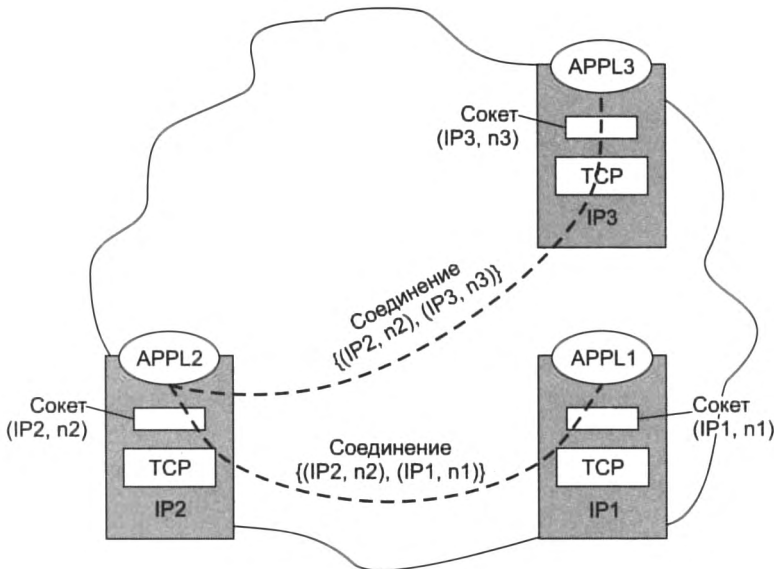 APPL3
Сокет
(IP3, n3)
TCP
IP3
Соединение
{(IP2, n2), (IP3, n3)}
APPL2
APPL1
Сокет
(IP2, n2)
Сокет
(IP1, n1)
Соединение
{(IP2, n2), (IP1, n1)}
TCP
TCP
IP2
IP1